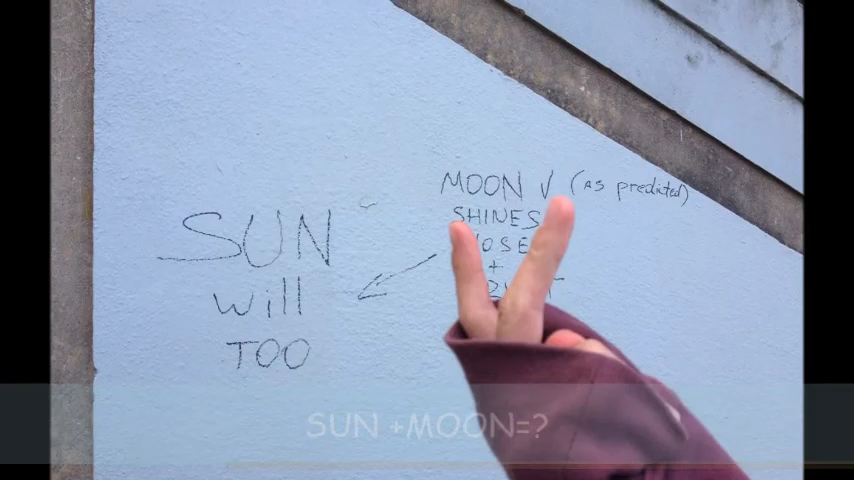 MOON ✓ (As predicted)
SHINES
+
SUN
will
TOO
SUN +MOON=?